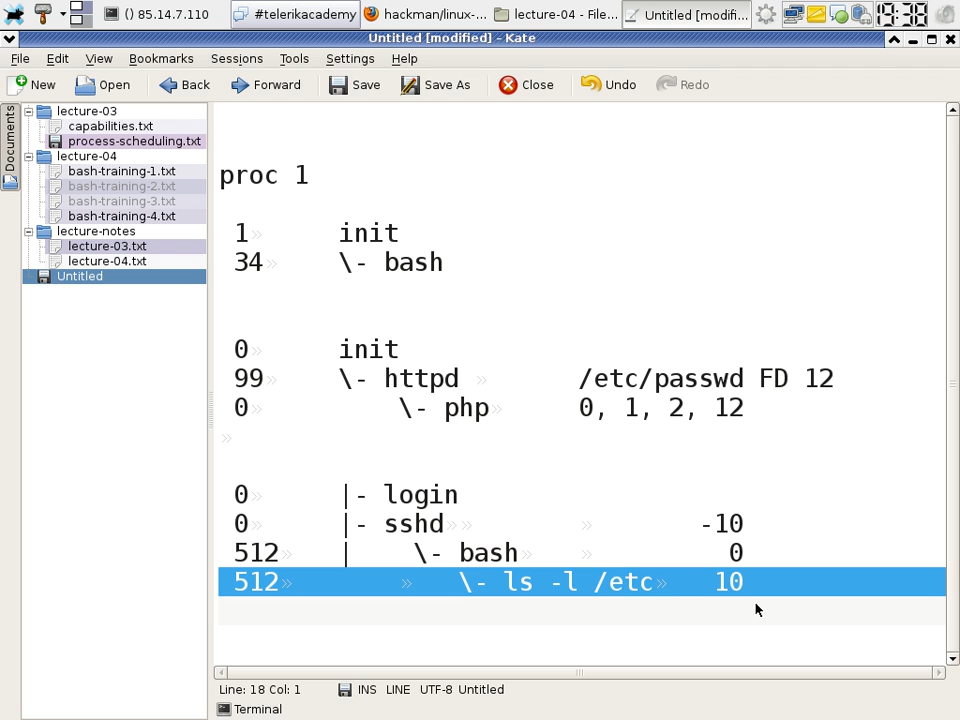 () 85.14.7.110
#telerikacademy
hackman/linux-...
lecture-04 - File...
Untitled [modifi...
19:38
Untitled [modified] - Kate
File Edit View Bookmarks Sessions Tools Settings Help
New Open Back Forward Save Save As Close Undo Redo
Documents
lecture-03
capabilities.txt
process-scheduling.txt
lecture-04
bash-training-1.txt
bash-training-2.txt
bash-training-3.txt
bash-training-4.txt
lecture-notes
lecture-03.txt
lecture-04.txt
Untitled
proc 1
1» init
34» \- bash
0» init
99» \- httpd » /etc/passwd FD 12
0» \- php» 0, 1, 2, 12
»
0» |- login
0» |- sshd»» » -10
512» | \- bash» » 0
512» » \- ls -l /etc» 10
Line: 18 Col: 1 INS LINE UTF-8 Untitled
Terminal